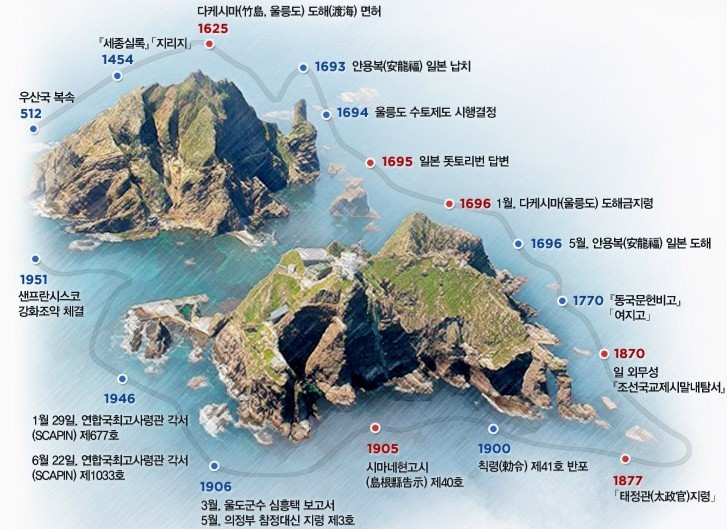 다케시마(竹島, 울릉도) 도해(渡海) 면허
1625
『세종실록』「지리지」
1454
우산국 복속
512
1693 안용복(安龍福) 일본 납치
1694 울릉도 수토제도 시행결정
1695 일본 돗토리번 답변
1696 1월. 다케시마(울릉도) 도해금지령
1696 5월. 안용복(安龍福) 일본 도해
1770 『동국문헌비고』
「여지고」
1870
일 외무성
『조선국교제시말내탐서』
1877
「태정관(太政官)지령」
1900
칙령(勅令) 제41호 반포
1905
시마네현고시
(島根縣告示) 제40호
1906
3월. 울도군수 심흥택 보고서
5월. 의정부 참정대신 지령 제3호
1946
1월 29일. 연합국최고사령관 각서
(SCAPIN) 제677호
6월 22일. 연합국최고사령관 각서
(SCAPIN) 제1033호
1951
샌프란시스코
강화조약 체결